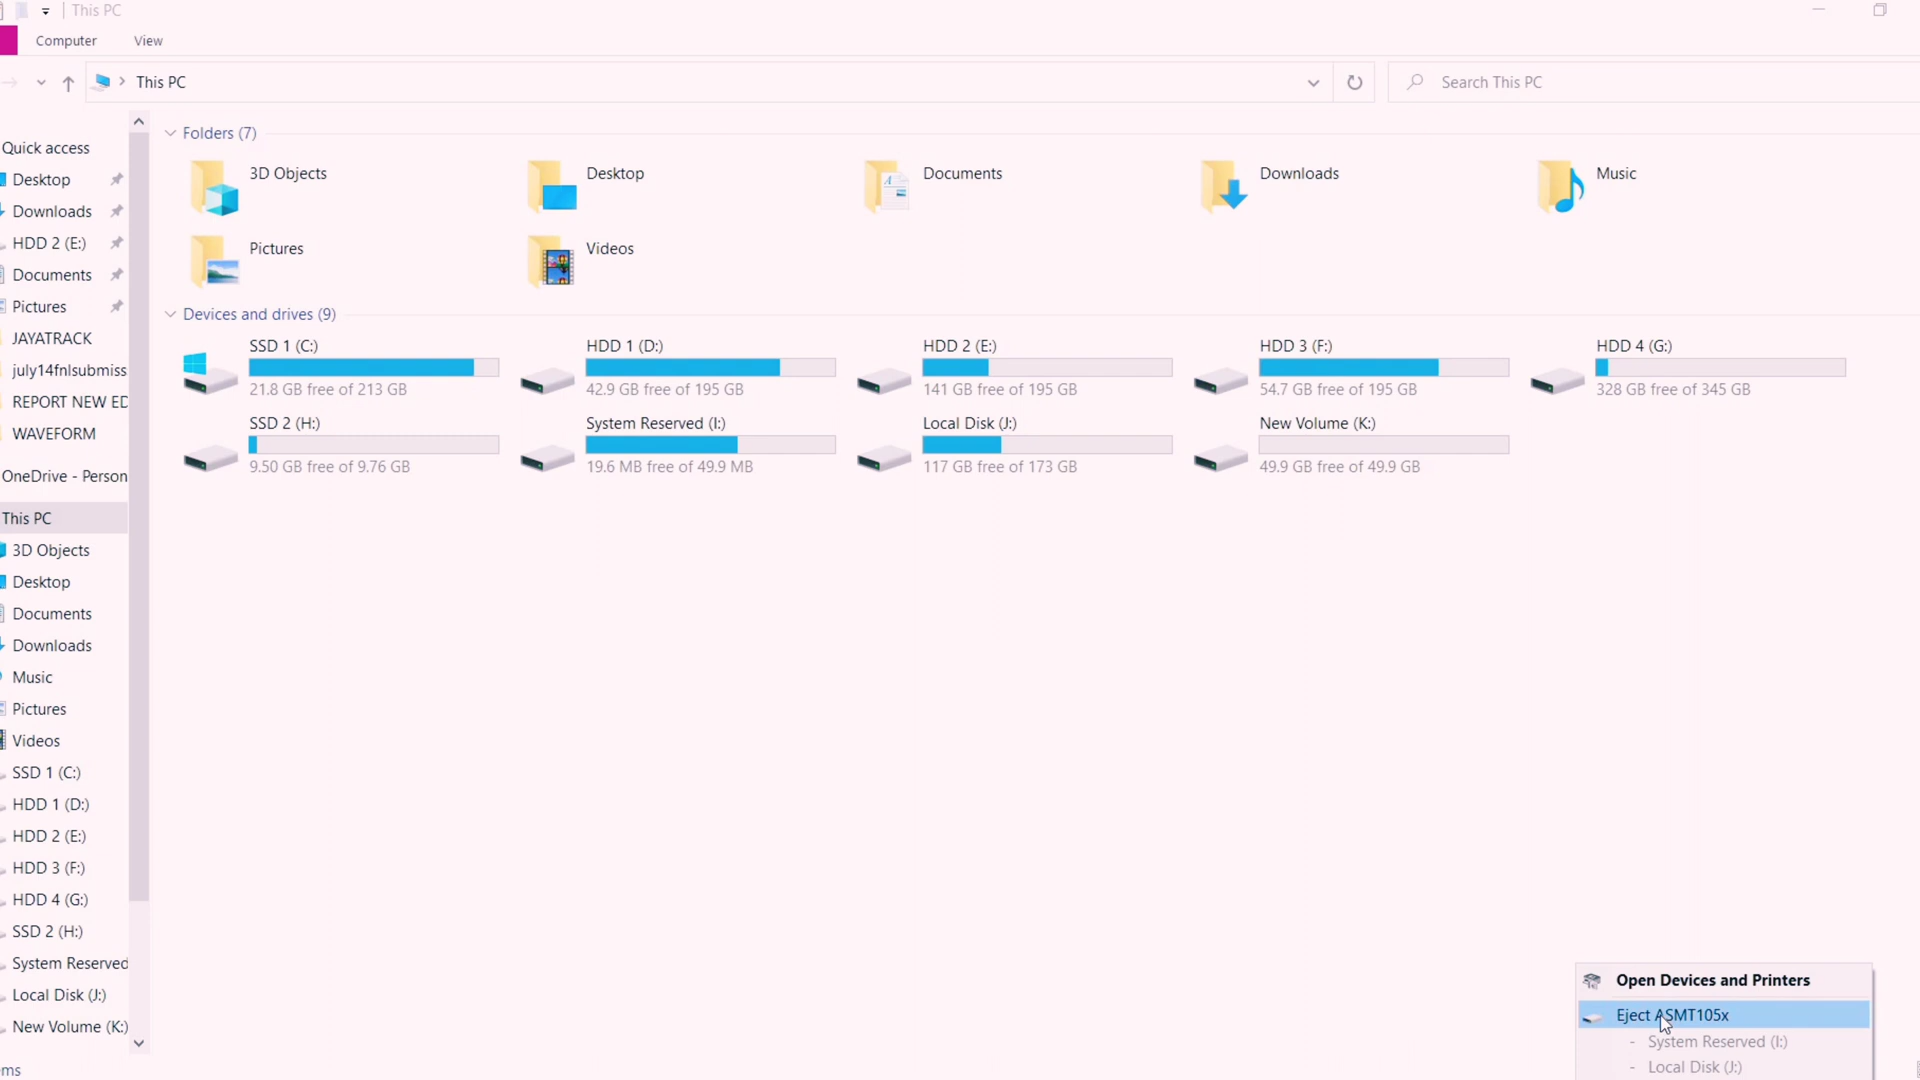 This PC
Computer View
This PC
Search This PC
Quick access
Desktop
Downloads
HDD 2 (E:)
Documents
Pictures
JAYATRACK
july14fnlsubmiss
REPORT NEW ED
WAVEFORM
OneDrive - Person
This PC
3D Objects
Desktop
Documents
Downloads
Music
Pictures
Videos
SSD 1 (C:)
HDD 1 (D:)
HDD 2 (E:)
HDD 3 (F:)
HDD 4 (G:)
SSD 2 (H:)
System Reserved
Local Disk (J:)
New Volume (K:)
ems
Folders (7)
3D Objects
Desktop
Documents
Downloads
Music
Pictures
Videos
Devices and drives (9)
SSD 1 (C:)
21.8 GB free of 213 GB
HDD 1 (D:)
42.9 GB free of 195 GB
HDD 2 (E:)
141 GB free of 195 GB
HDD 3 (F:)
54.7 GB free of 195 GB
HDD 4 (G:)
328 GB free of 345 GB
SSD 2 (H:)
9.50 GB free of 9.76 GB
System Reserved (I:)
19.6 MB free of 49.9 MB
Local Disk (J:)
117 GB free of 173 GB
New Volume (K:)
49.9 GB free of 49.9 GB
Open Devices and Printers
Eject ASMT105x
- System Reserved (I:)
- Local Disk (J:)